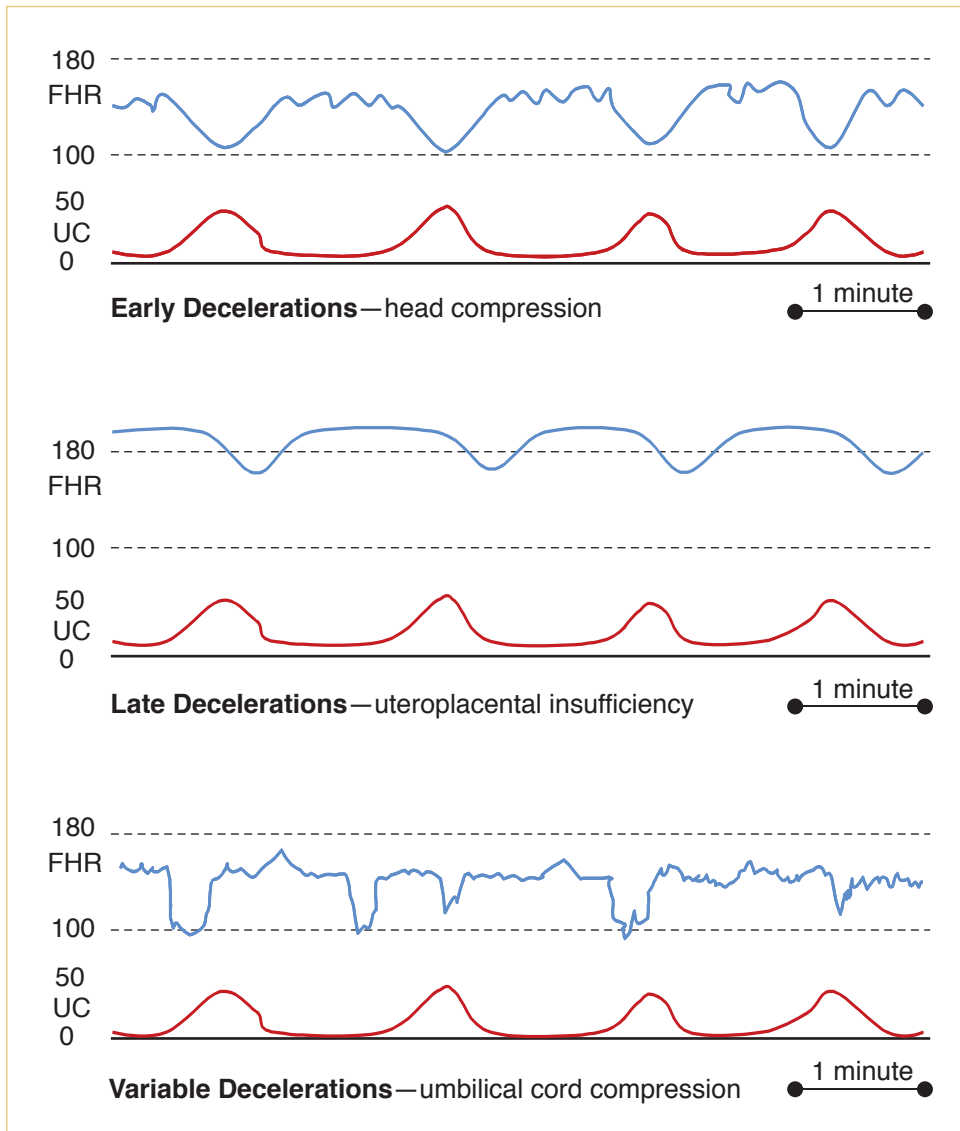 180
FHR
100
50
UC
0
Early Decelerations—head compression
1 minute
180
FHR
100
50
UC
0
Late Decelerations—uteroplacental insufficiency
1 minute
180
FHR
100
50
UC
0
Variable Decelerations—umbilical cord compression
1 minute